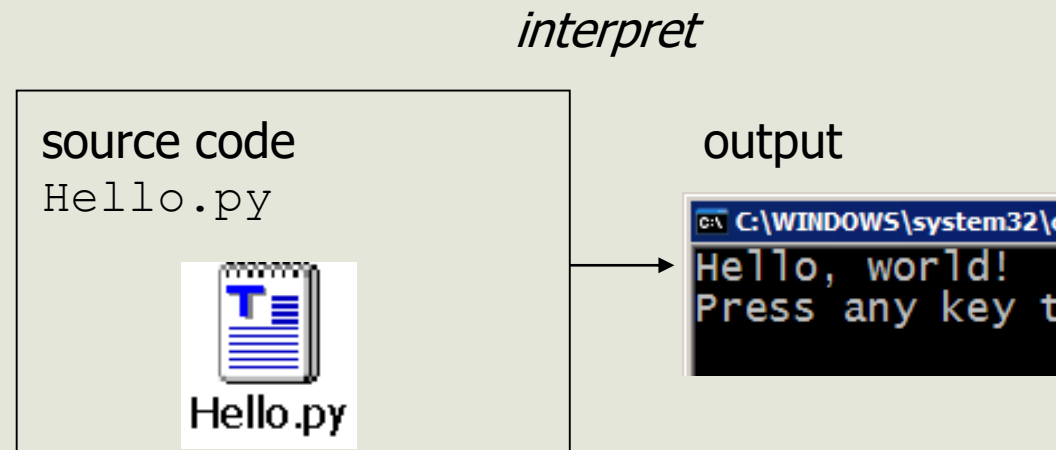 interpret
source code
Hello.py
Hello.py
output
C:\WINDOWS\system32\
Hello, world!
Press any key t